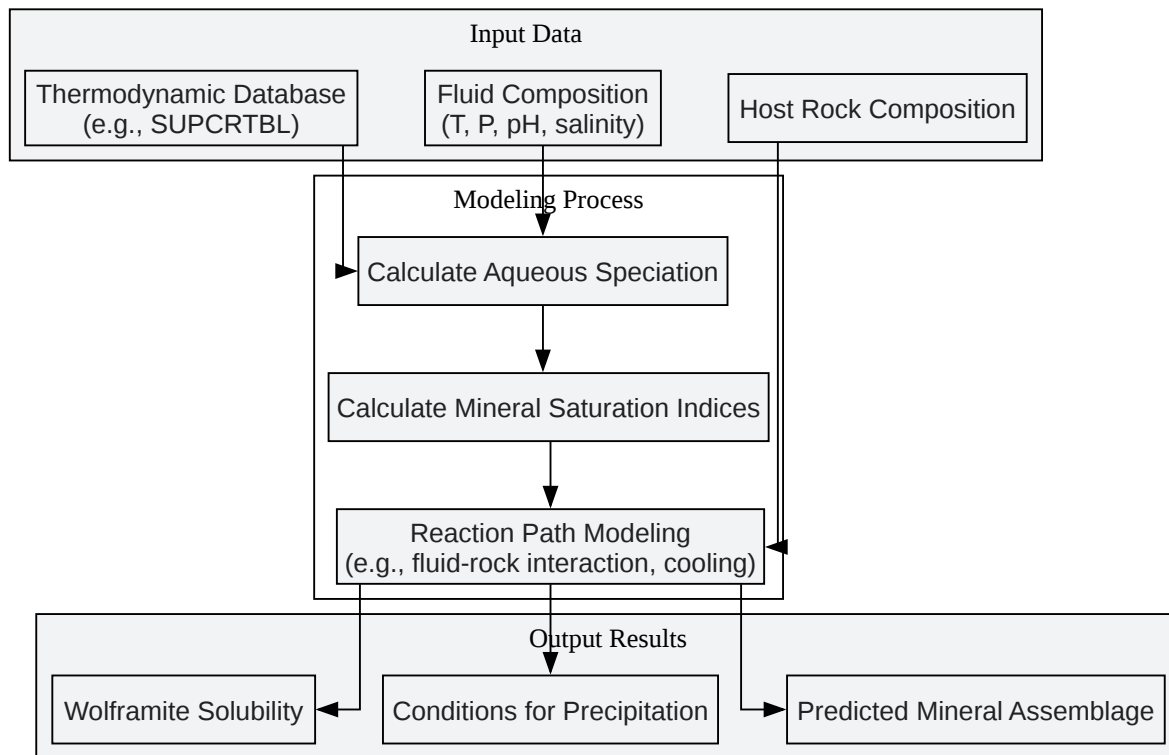 Input Data
Thermodynamic Database
(e.g., SUPCRTBL)
Fluid Composition
(T, P, pH, salinity)
Host Rock Composition
Modeling Process
Calculate Aqueous Speciation
Calculate Mineral Saturation Indices
Reaction Path Modeling
(e.g., fluid-rock interaction, cooling)
Output Results
Wolframite Solubility
Conditions for Precipitation
Predicted Mineral Assemblage